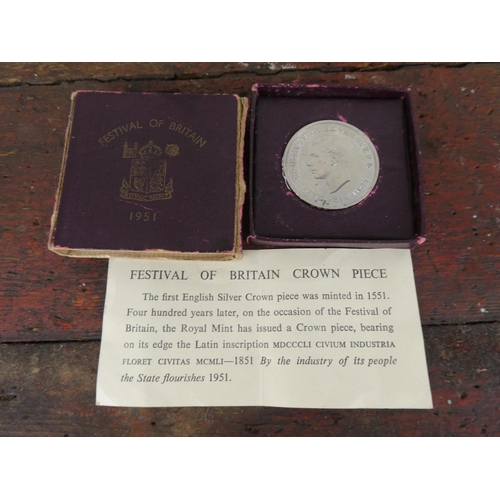 FESTIVAL OF BRITAIN
1951
FESTIVAL OF BRITAIN CROWN PIECE
The first English Silver Crown piece was minted in 1551.
Four hundred years later, on the occasion of the Festival of
Britain, the Royal Mint has issued a Crown piece, bearing
on its edge the Latin inscription MDCCCLI CIVIUM INDUSTRIA
FLORET CIVITAS MCMLI—1851 By the industry of its people
the State flourishes 1951.